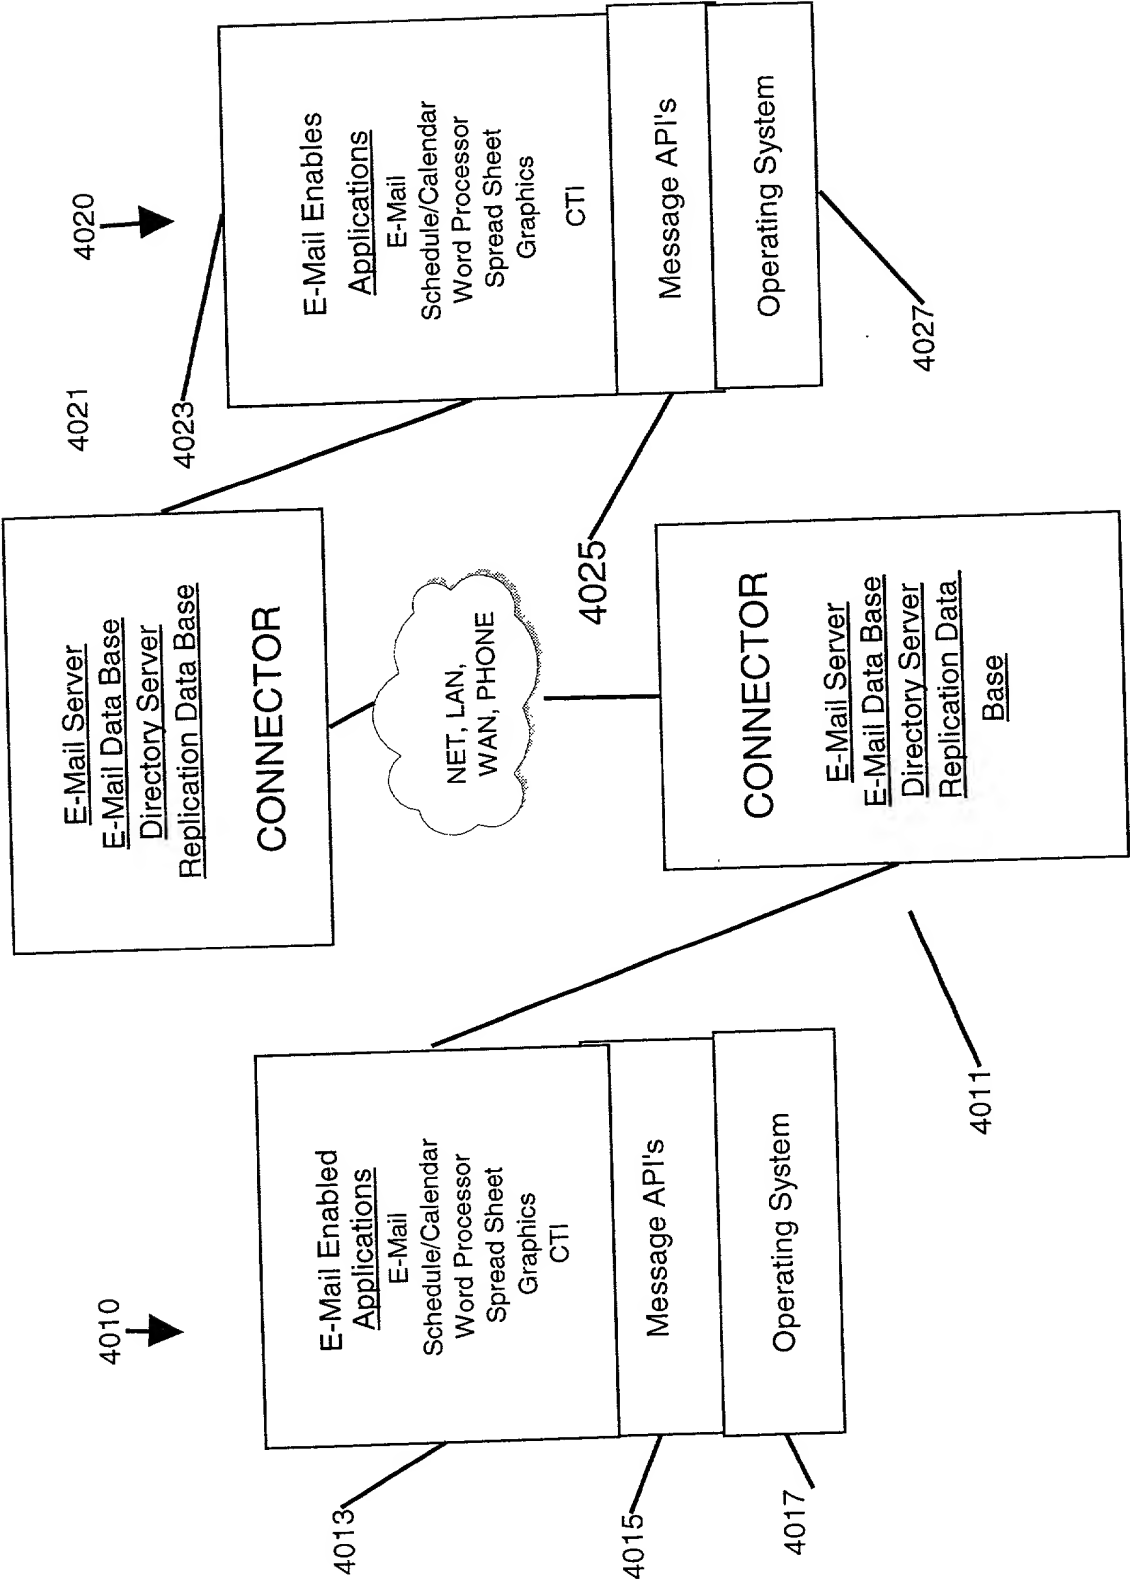 4010
E-Mail Enabled
Applications
E-Mail
Schedule/Calendar
Word Processor
Spread Sheet
Graphics
CTI
Message API's
Operating System
4013
4015
4017
E-Mail Server
E-Mail Data Base
Directory Server
Replication Data Base
CONNECTOR
NET, LAN,
WAN, PHONE
CONNECTOR
E-Mail Server
E-Mail Data Base
Directory Server
Replication Data
Base
4011
4020
4021
4023
E-Mail Enables
Applications
E-Mail
Schedule/Calendar
Word Processor
Spread Sheet
Graphics
CTI
Message API's
Operating System
4025
4027